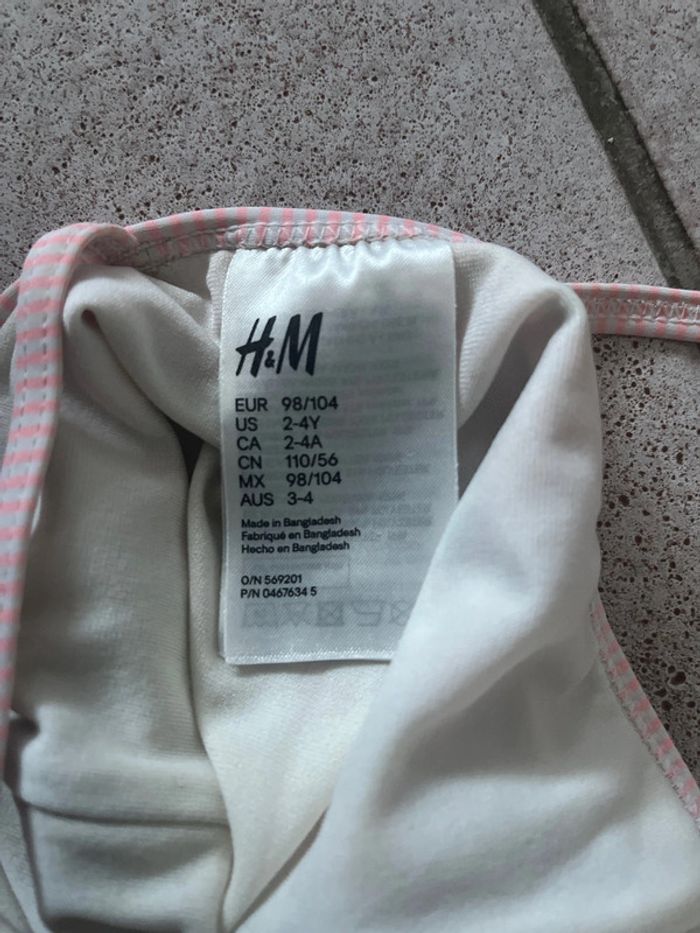 H&M
EUR 98/104
US 2-4Y
CA 2-4A
CN 110/56
MX 98/104
AUS 3-4
Made in Bangladesh
Fabriqué en Bangladesh
Hecho en Bangladesh
O/N 569201
P/N 0467634 5